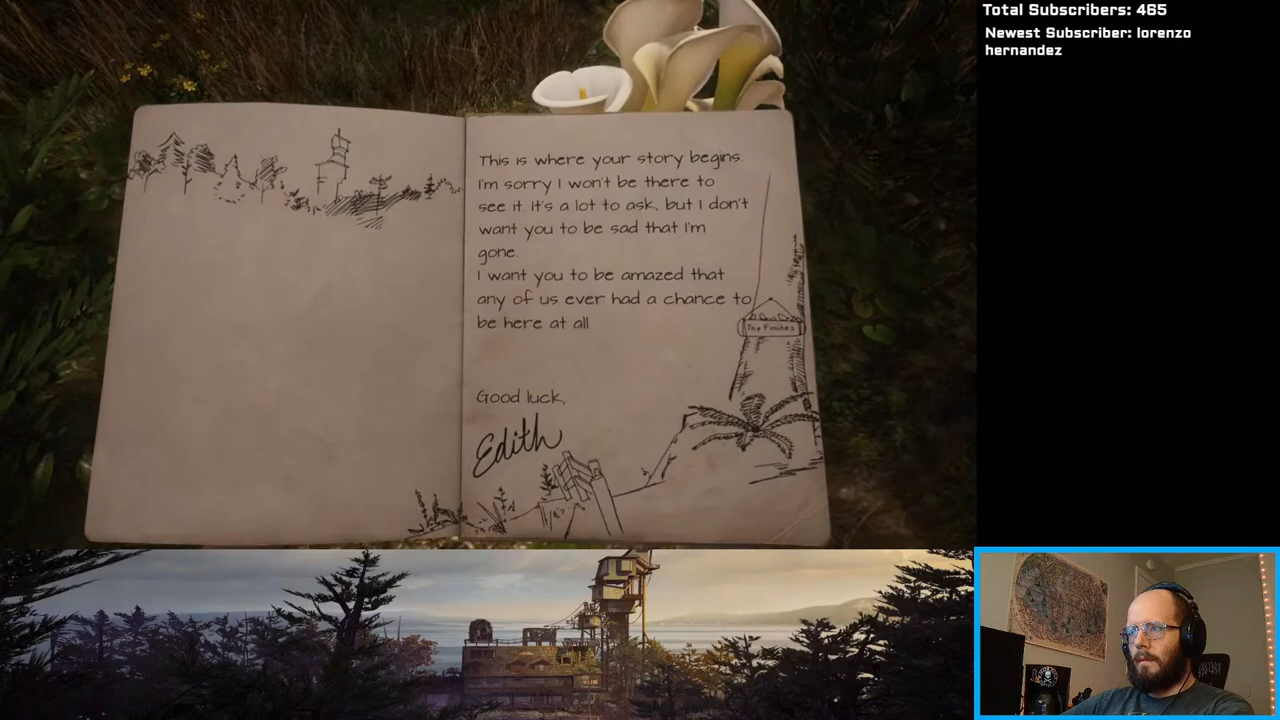 Total Subscribers: 465
Newest Subscriber: lorenzo
hernandez
This is where your story begins.
I'm sorry I won't be there to
see it. It's a lot to ask, but I don't
want you to be sad that I'm
gone.
I want you to be amazed that
any of us ever had a chance to
be here at all
The Finches
Good luck,
Edith